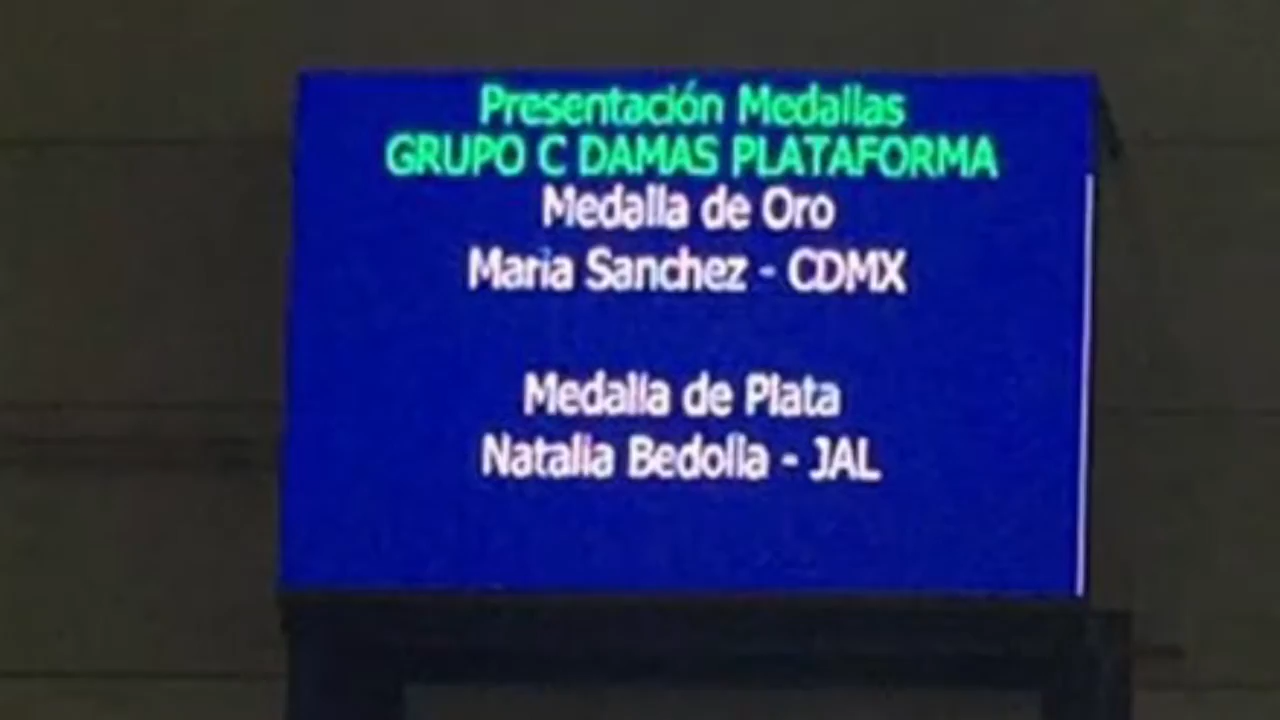 Presentación Medallas
GRUPO C DAMAS PLATAFORMA
Medalla de Oro
Maria Sanchez - CDMX
Medalla de Plata
Natalia Bedolla - JAL